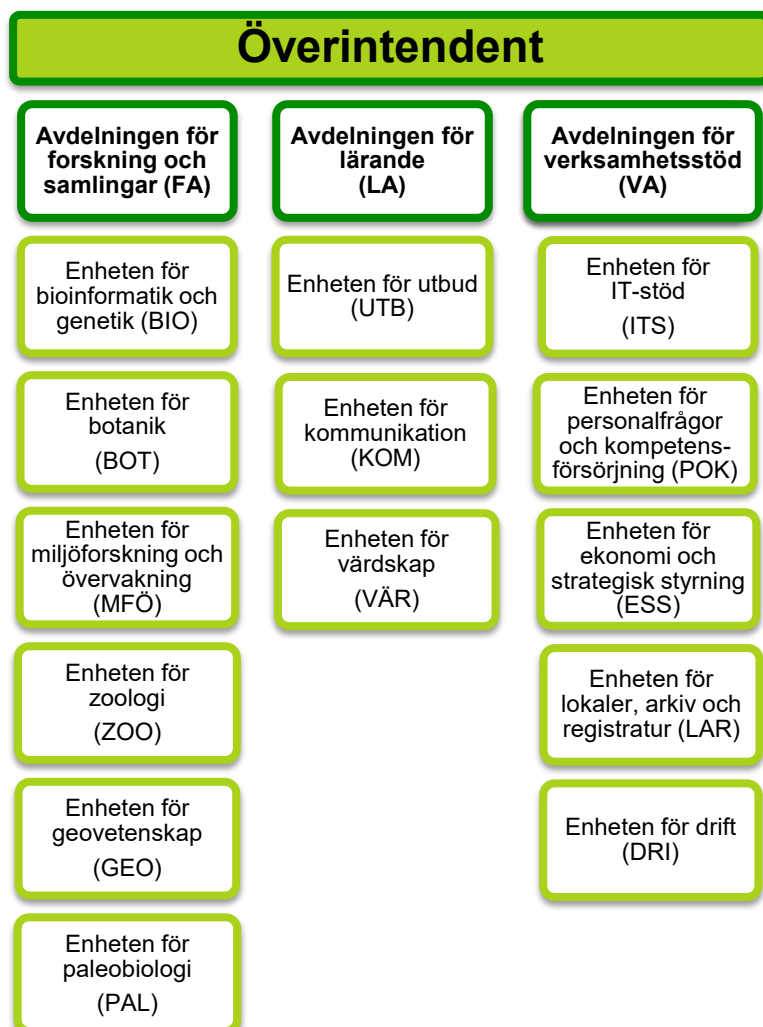 Överintendent
Avdelningen för
forskning och
samlingar (FA)
Enheten för
bioinformatik och
genetik (BIO)
Enheten för
botanik
(BOT)
Enheten för
miljöforskning och
övervakning
(MFÖ)
Enheten för
zoologi
(ZOO)
Enheten för
geovetenskap
(GEO)
Enheten för
paleobiologi
(PAL)
Avdelningen för
lärande
(LA)
Enheten för utbud
(UTB)
Enheten för
kommunikation
(KOM)
Enheten för
värdskap
(VÄR)
Avdelningen för
verksamhetsstöd
(VA)
Enheten för
IT-stöd
(ITS)
Enheten för
personalfrågor
och kompetens-
försörjning (POK)
Enheten för
ekonomi och
strategisk styrning
(ESS)
Enheten för
lokaler, arkiv och
registratur (LAR)
Enheten för drift
(DRI)